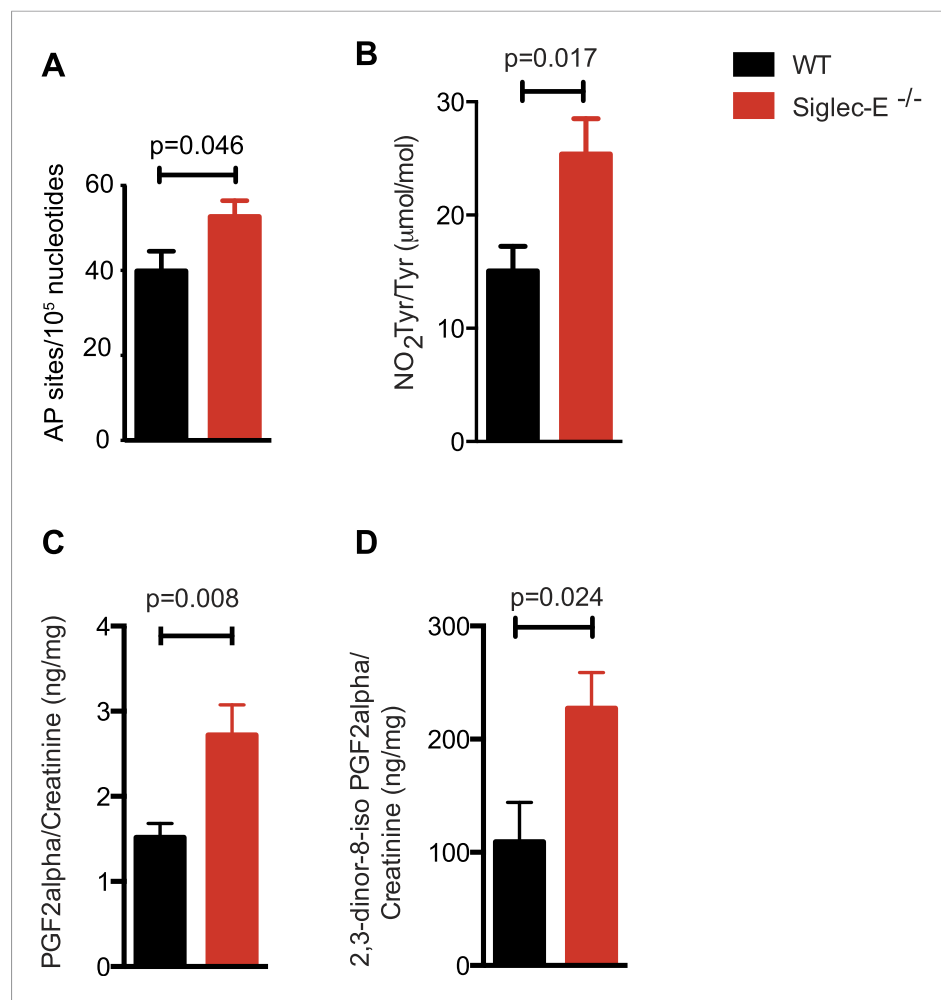 A
p=0.046
AP sites/10⁵ nucleotides
60
40
20
0
B
p=0.017
NO₂Tyr/Tyr (μmol/mol)
30
20
10
0
WT
Siglec-E -/-
C
p=0.008
PGF2alpha/Creatinine (ng/mg)
4
3
2
1
0
D
p=0.024
2,3-dinor-8-iso PGF2alpha/
Creatinine (ng/mg)
300
200
100
0